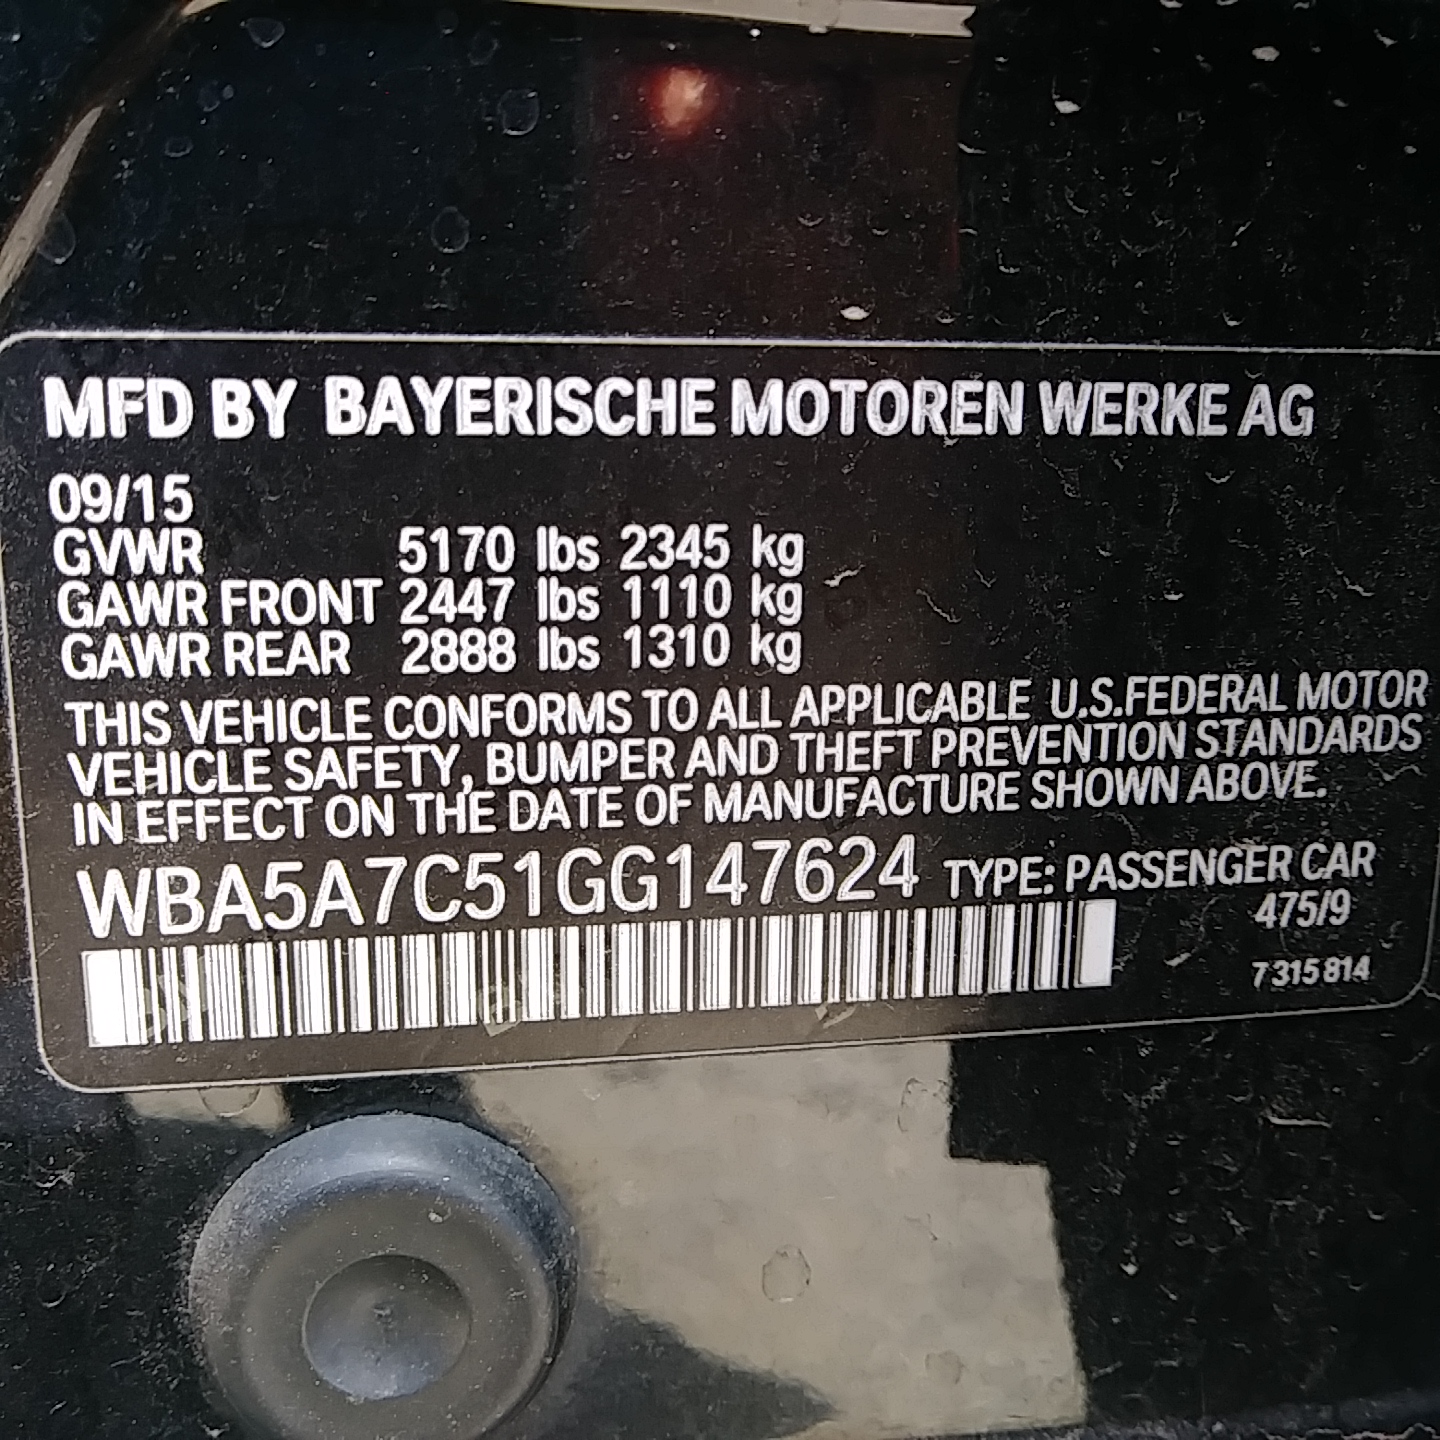 MFD BY BAYERISCHE MOTOREN WERKE AG
09/15
GVWR 5170 lbs 2345 kg
GAWR FRONT 2447 lbs 1110 kg
GAWR REAR 2888 lbs 1310 kg
THIS VEHICLE CONFORMS TO ALL APPLICABLE U.S.FEDERAL MOTOR
VEHICLE SAFETY, BUMPER AND THEFT PREVENTION STANDARDS
IN EFFECT ON THE DATE OF MANUFACTURE SHOWN ABOVE.
WBA5A7C51GG147624 TYPE: PASSENGER CAR
475/9
7 315 814